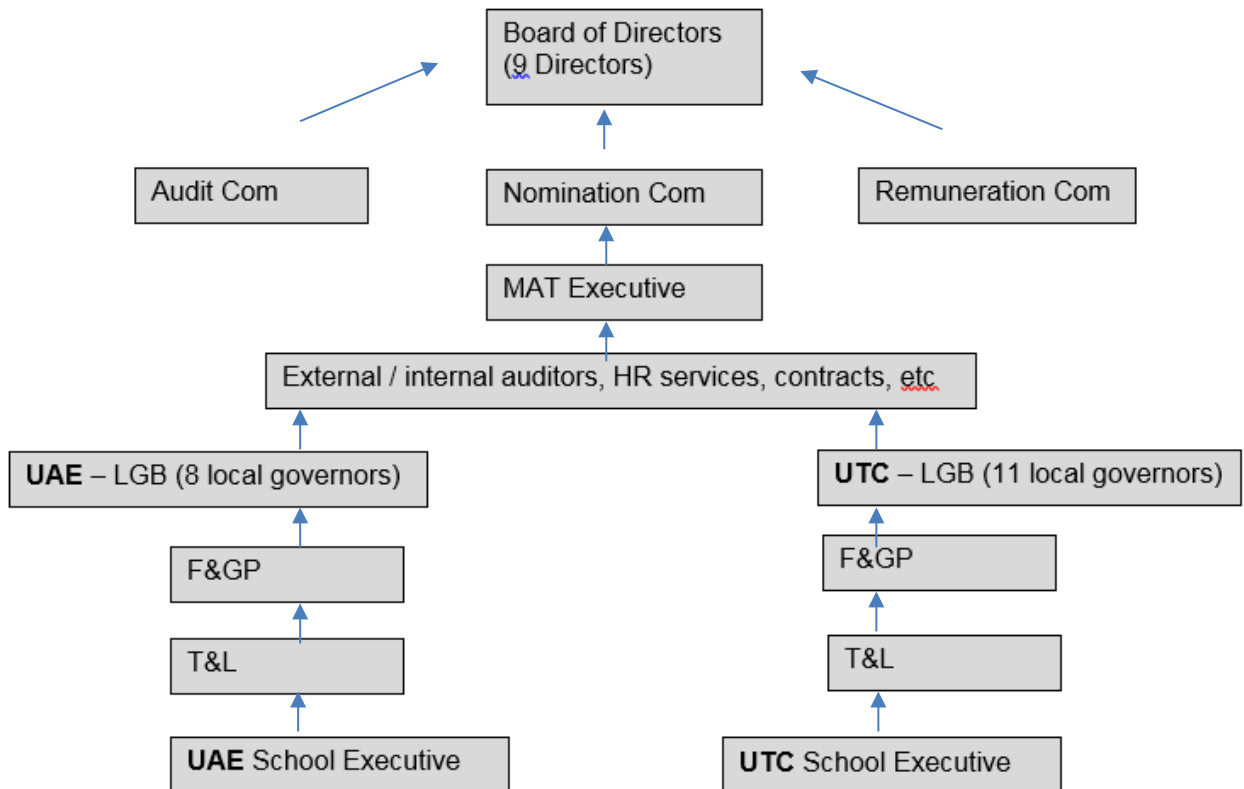 Board of Directors
(9 Directors)
Audit Com
Nomination Com
Remuneration Com
MAT Executive
External / internal auditors, HR services, contracts, etc
UAE – LGB (8 local governors)
UTC – LGB (11 local governors)
F&GP
F&GP
T&L
T&L
UAE School Executive
UTC School Executive